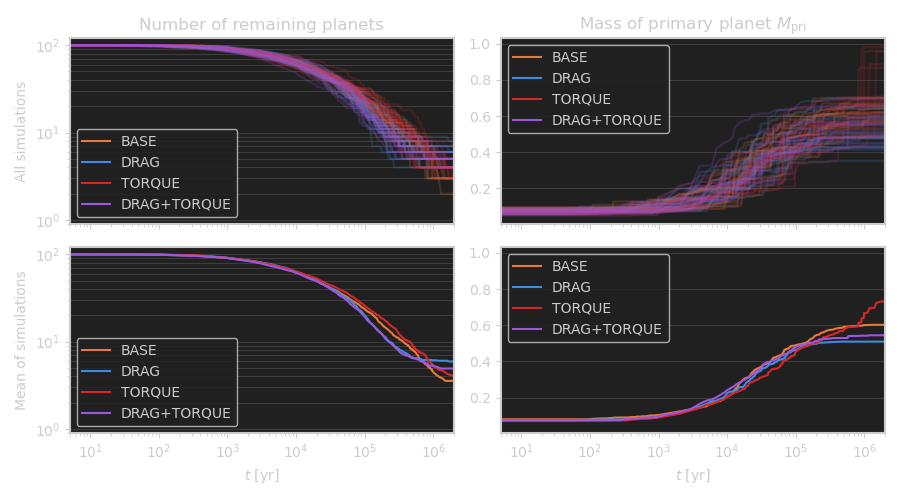 Number of remaining planets
Mass of primary planet M_pri
All simulations
10²
10¹
10⁰
BASE
DRAG
TORQUE
DRAG+TORQUE
1.0
0.8
0.6
0.4
0.2
BASE
DRAG
TORQUE
DRAG+TORQUE
Mean of simulations
10²
10¹
10⁰
BASE
DRAG
TORQUE
DRAG+TORQUE
10¹ 10² 10³ 10⁴ 10⁵ 10⁶
t [yr]
1.0
0.8
0.6
0.4
0.2
BASE
DRAG
TORQUE
DRAG+TORQUE
10¹ 10² 10³ 10⁴ 10⁵ 10⁶
t [yr]